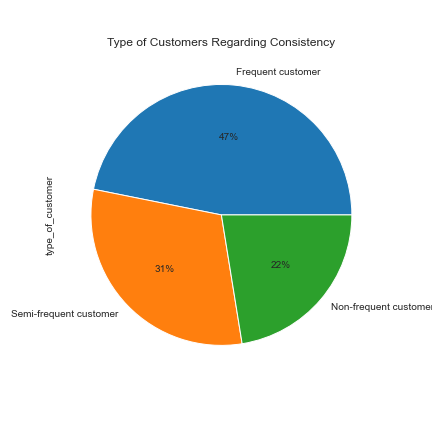 Type of Customers Regarding Consistency
Frequent customer
47%
type_of_customer
31%
22%
Semi-frequent customer
Non-frequent customer